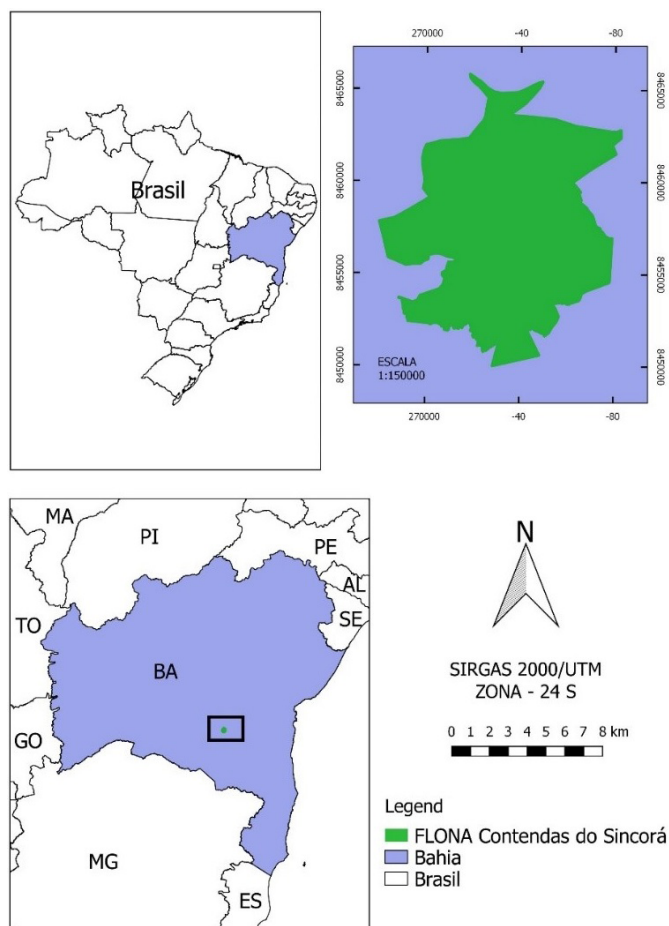 Brasil
270000 -40 -80
8465000 8465000
8460000 8460000
8455000 8455000
8450000 8450000
ESCALA
1:150000
270000 -40 -80
MA
PI
PE
AL
SE
TO
BA
GO
MG
ES
N
SIRGAS 2000/UTM
ZONA - 24 S
0 1 2 3 4 5 6 7 8 km
Legend
FLONA Contendas do Sincorá
Bahia
Brasil